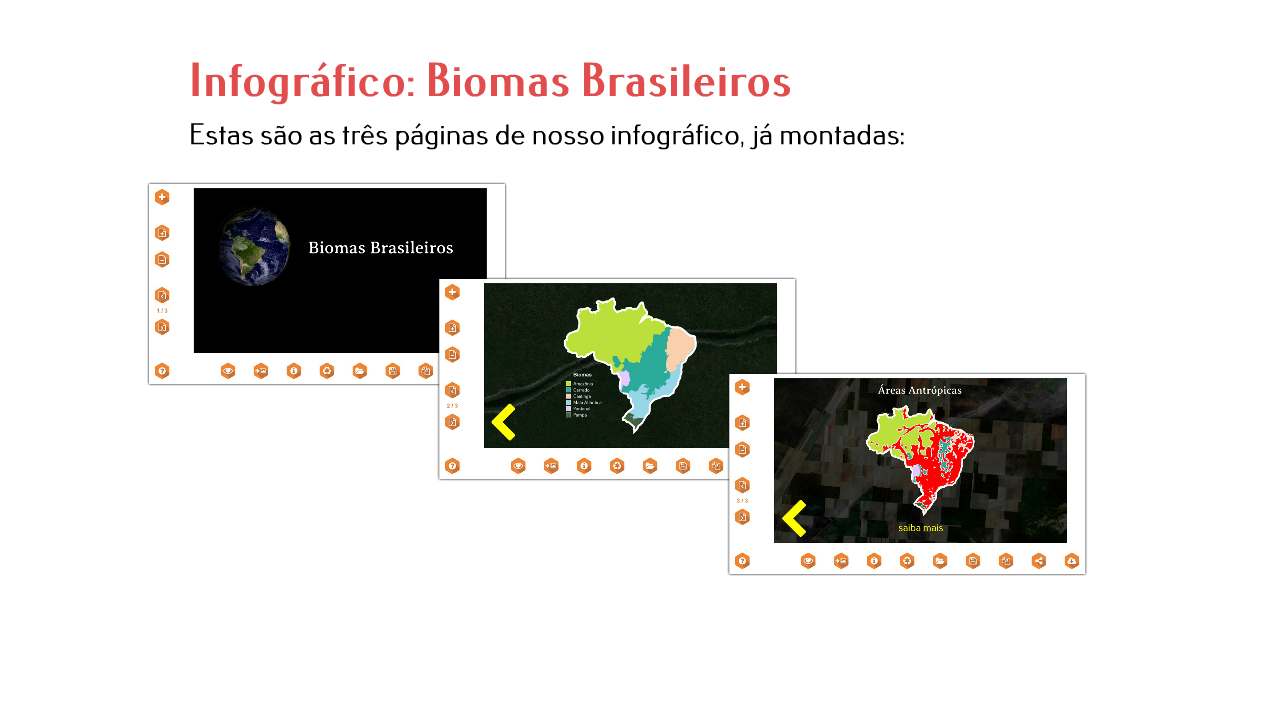 Infográfico: Biomas Brasileiros
Estas são as três páginas de nosso infográfico, já montadas:
Biomas Brasileiros
1 / 3
Biomas
Amazônia
Cerrado
Caatinga
Mata Atlântica
Pantanal
Pampa
2 / 3
Áreas Antrópicas
saiba mais
3 / 3